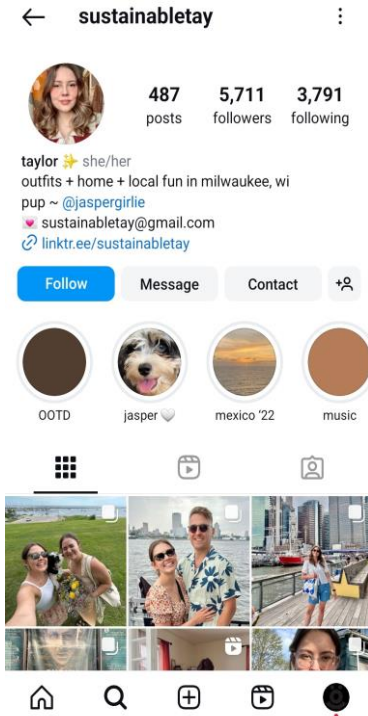 sustainabletay
487 5,711 3,791
posts followers following
taylor ✨ she/her
outfits + home + local fun in milwaukee, wi
pup ~ @jaspergirlie
💌 sustainabletay@gmail.com
linktr.ee/sustainabletay
Follow Message Contact
OOTD jasper 🤍 mexico '22 music